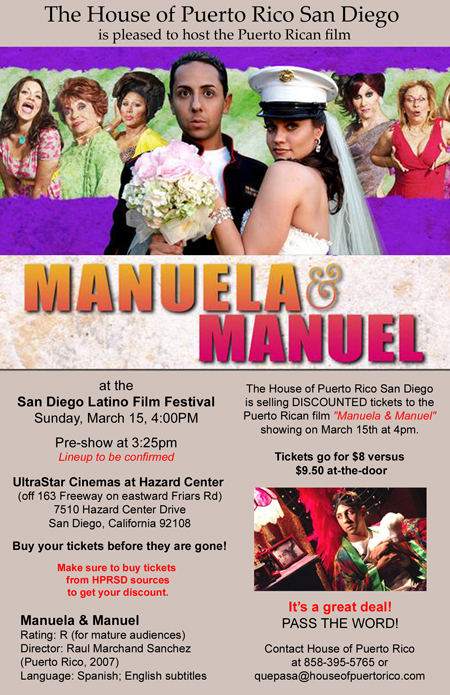 The House of Puerto Rico San Diego
is pleased to host the Puerto Rican film
MANUELA &
MANUEL
at the
San Diego Latino Film Festival
Sunday, March 15, 4:00PM
Pre-show at 3:25pm
Lineup to be confirmed
UltraStar Cinemas at Hazard Center
(off 163 Freeway on eastward Friars Rd)
7510 Hazard Center Drive
San Diego, California 92108
Buy your tickets before they are gone!
Make sure to buy tickets
from HPRSD sources
to get your discount.
Manuela & Manuel
Rating: R (for mature audiences)
Director: Raul Marchand Sanchez
(Puerto Rico, 2007)
Language: Spanish; English subtitles
The House of Puerto Rico San Diego
is selling DISCOUNTED tickets to the
Puerto Rican film "Manuela & Manuel"
showing on March 15th at 4pm.
Tickets go for $8 versus
$9.50 at-the-door
It's a great deal!
PASS THE WORD!
Contact House of Puerto Rico
at 858-395-5765 or
quepasa@houseofpuertorico.com